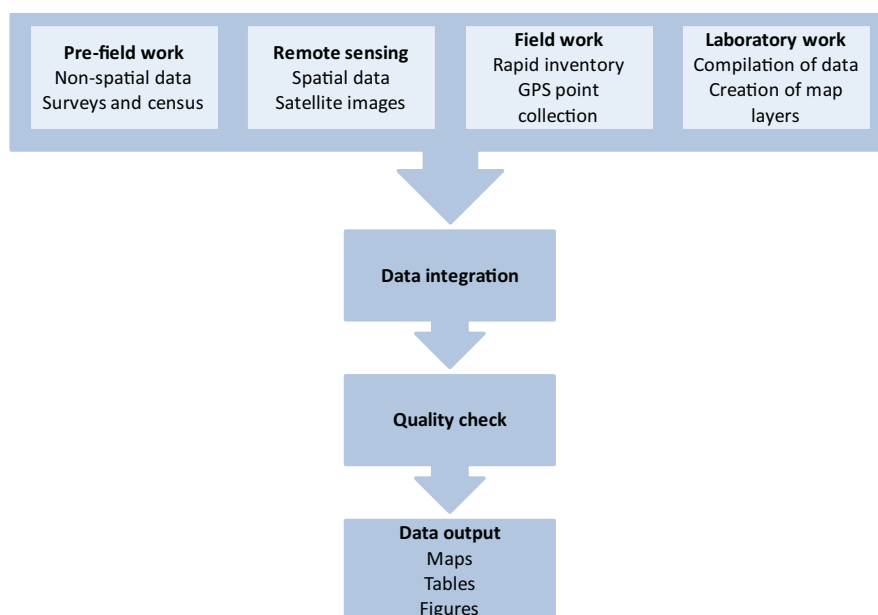 Pre-field work
Non-spatial data
Surveys and census
Remote sensing
Spatial data
Satellite images
Field work
Rapid inventory
GPS point
collection
Laboratory work
Compilation of data
Creation of map
layers
Data integration
Quality check
Data output
Maps
Tables
Figures